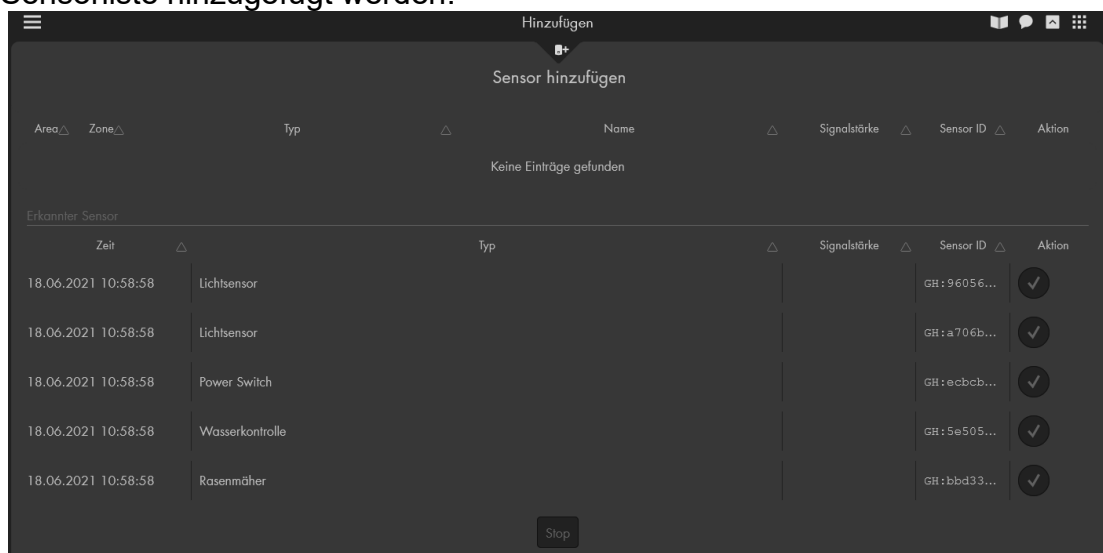 Sensorliste hinzugefügt werden.
Hinzufügen
Sensor hinzufügen
Area Zone Typ Name Signalstärke Sensor ID Aktion
Keine Einträge gefunden
Erkannter Sensor
Zeit Typ Signalstärke Sensor ID Aktion
18.06.2021 10:58:58 Lichtsensor GH:96056...
18.06.2021 10:58:58 Lichtsensor GH:a706b...
18.06.2021 10:58:58 Power Switch GH:ecbcb...
18.06.2021 10:58:58 Wasserkontrolle GH:5e505...
18.06.2021 10:58:58 Rasenmäher GH:bbd33...
Stop